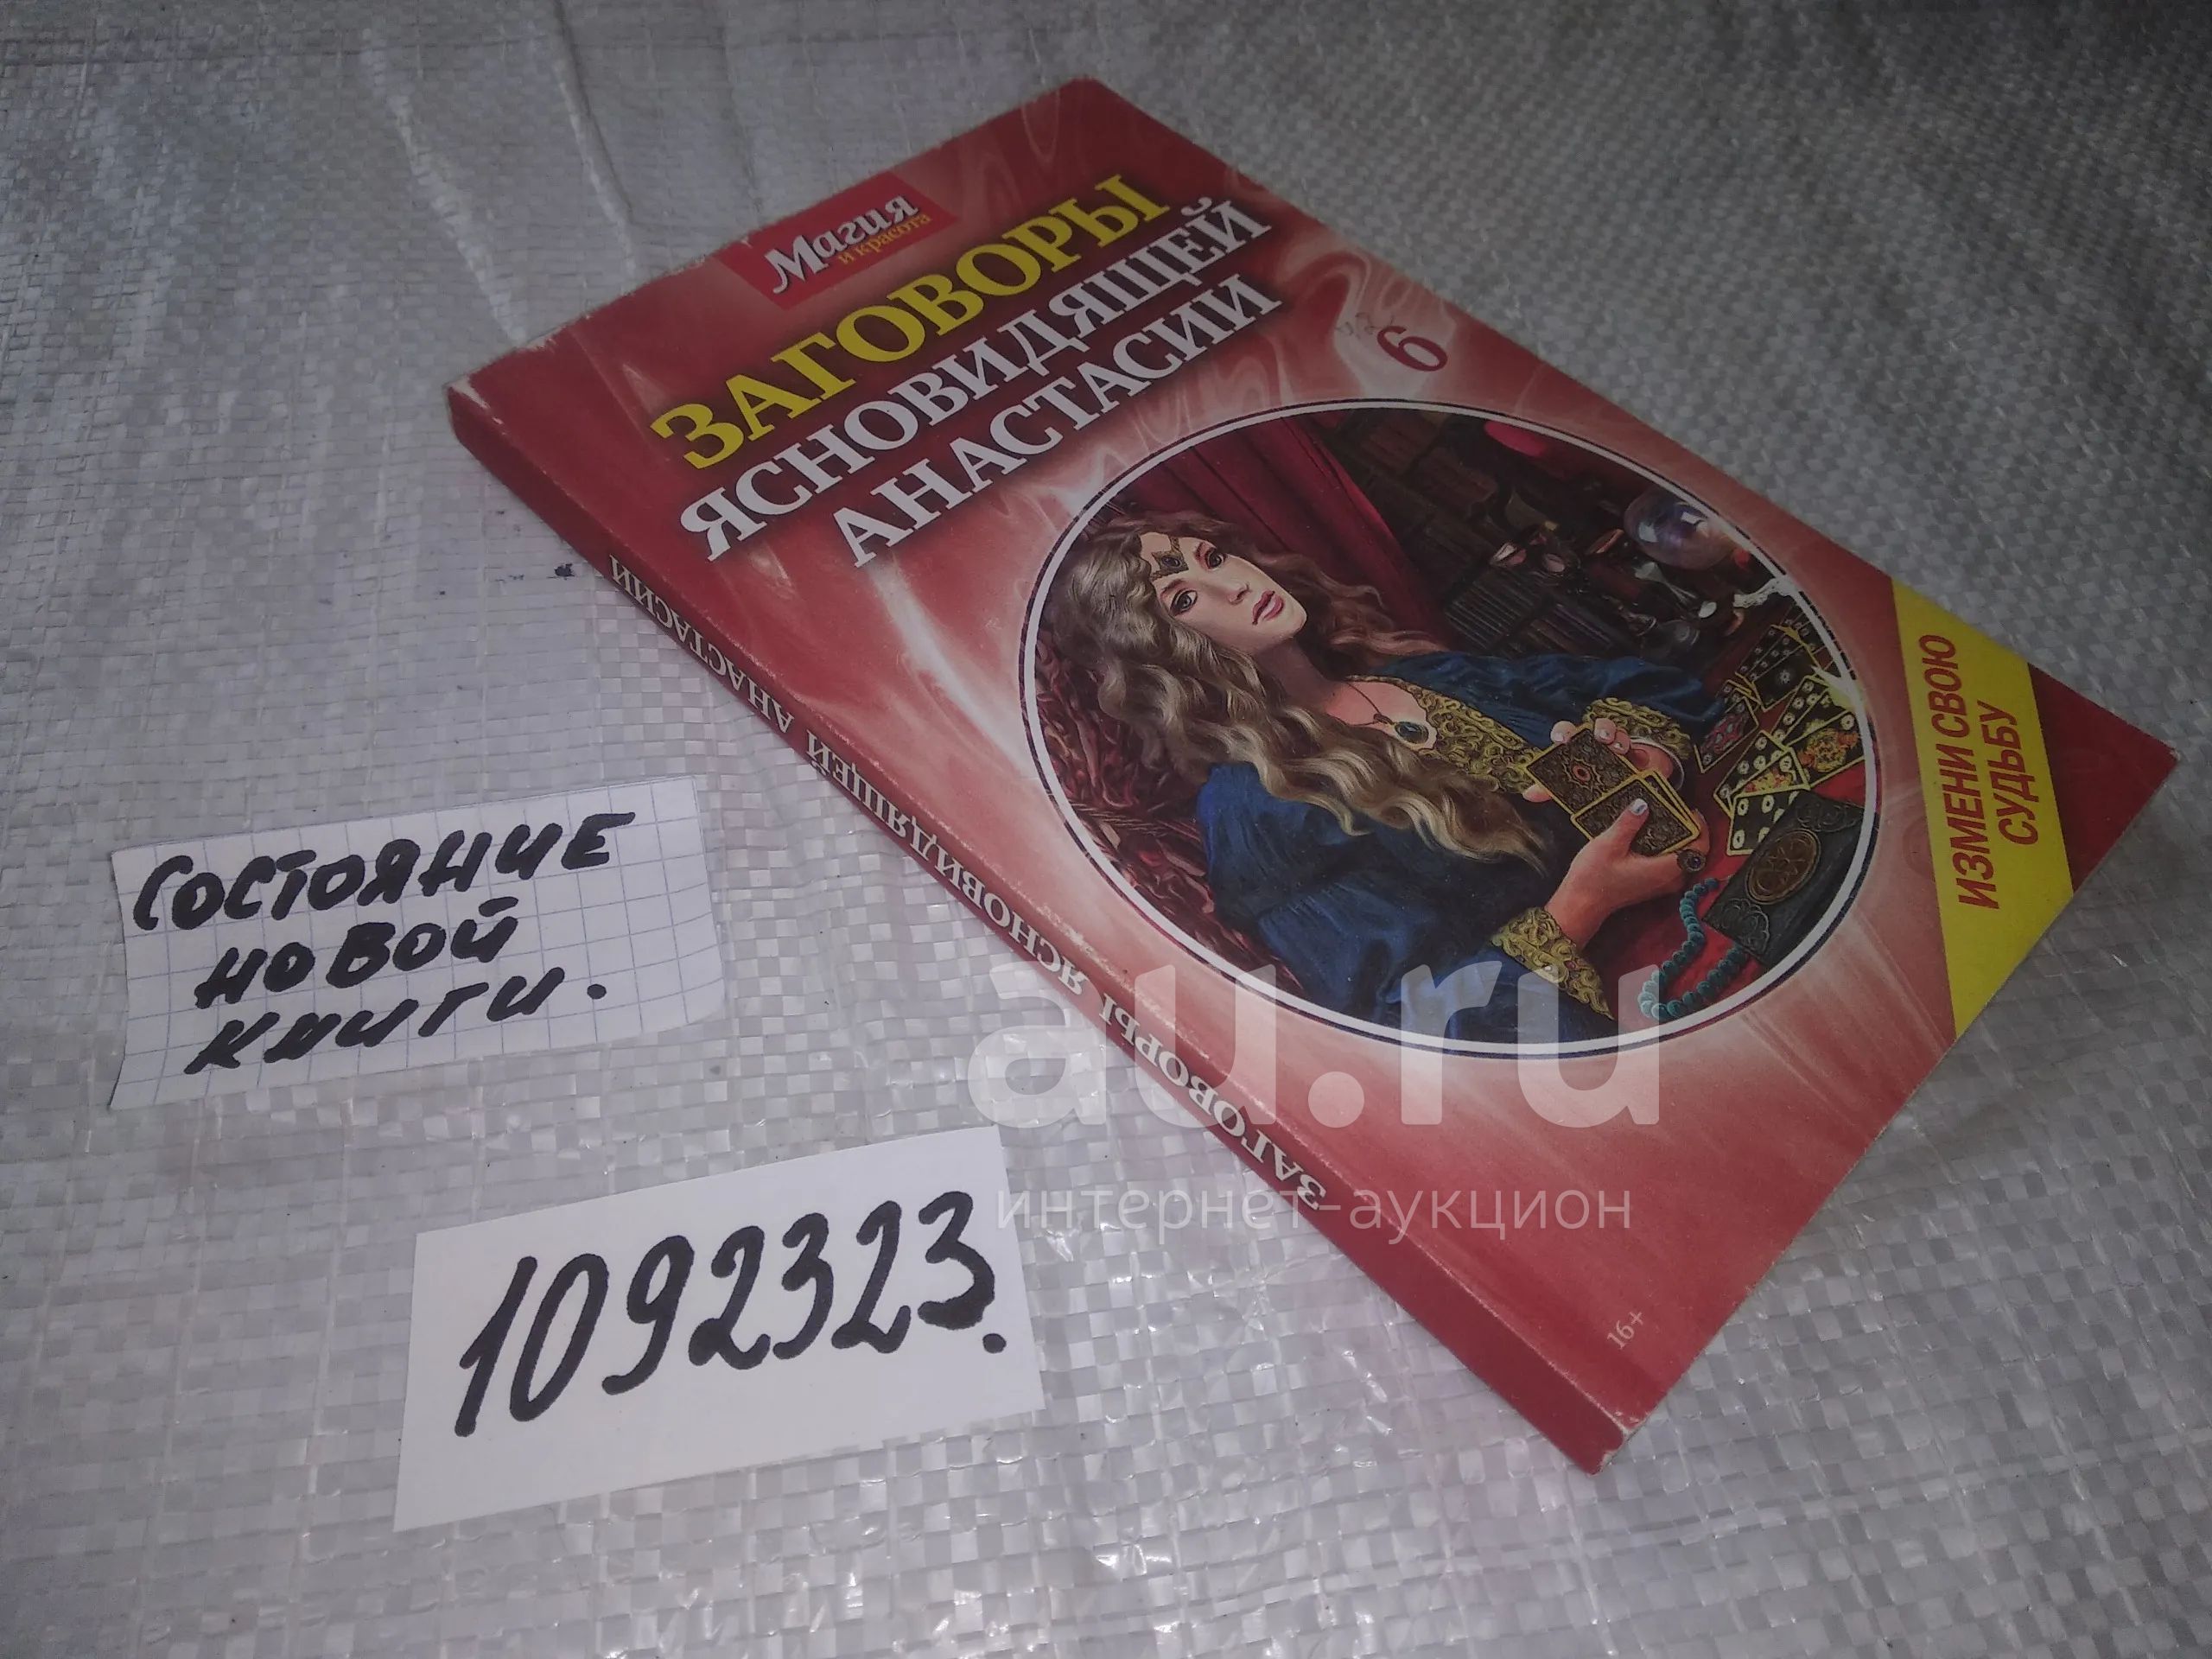 Магия
и красота
ЗАГОВОРЫ
ЯСНОВИДЯЩЕЙ
АНАСТАСИИ
6
ИЗМЕНИ СВОЮ
СУДЬБУ
16+
ЗАГОВОРЫ ЯСНОВИДЯЩЕЙ АНАСТАСИИ
СОСТОЯНИЕ
НОВОЙ
КНИГИ.
1092323.
au.ru
интернет-аукцион